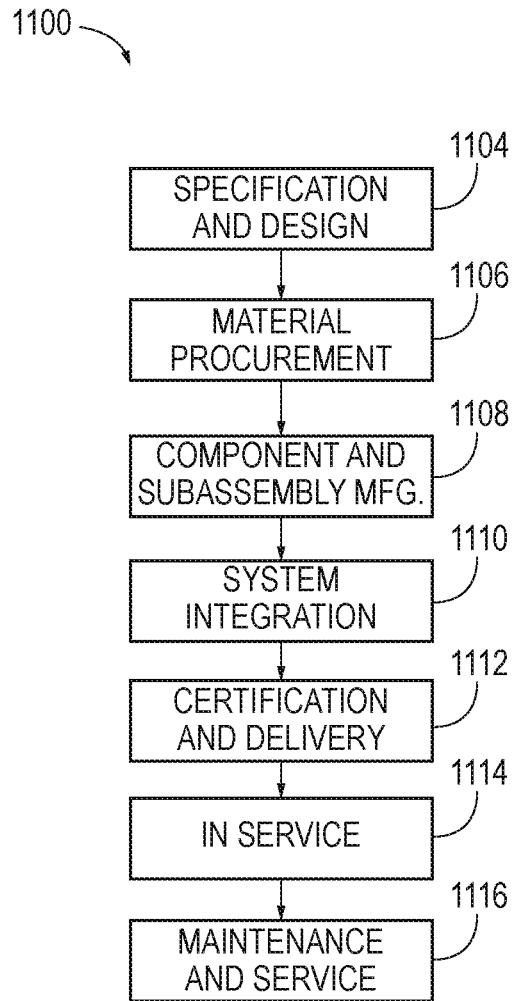 1100
1104
SPECIFICATION
AND DESIGN
1106
MATERIAL
PROCUREMENT
1108
COMPONENT AND
SUBASSEMBLY MFG.
1110
SYSTEM
INTEGRATION
1112
CERTIFICATION
AND DELIVERY
1114
IN SERVICE
1116
MAINTENANCE
AND SERVICE